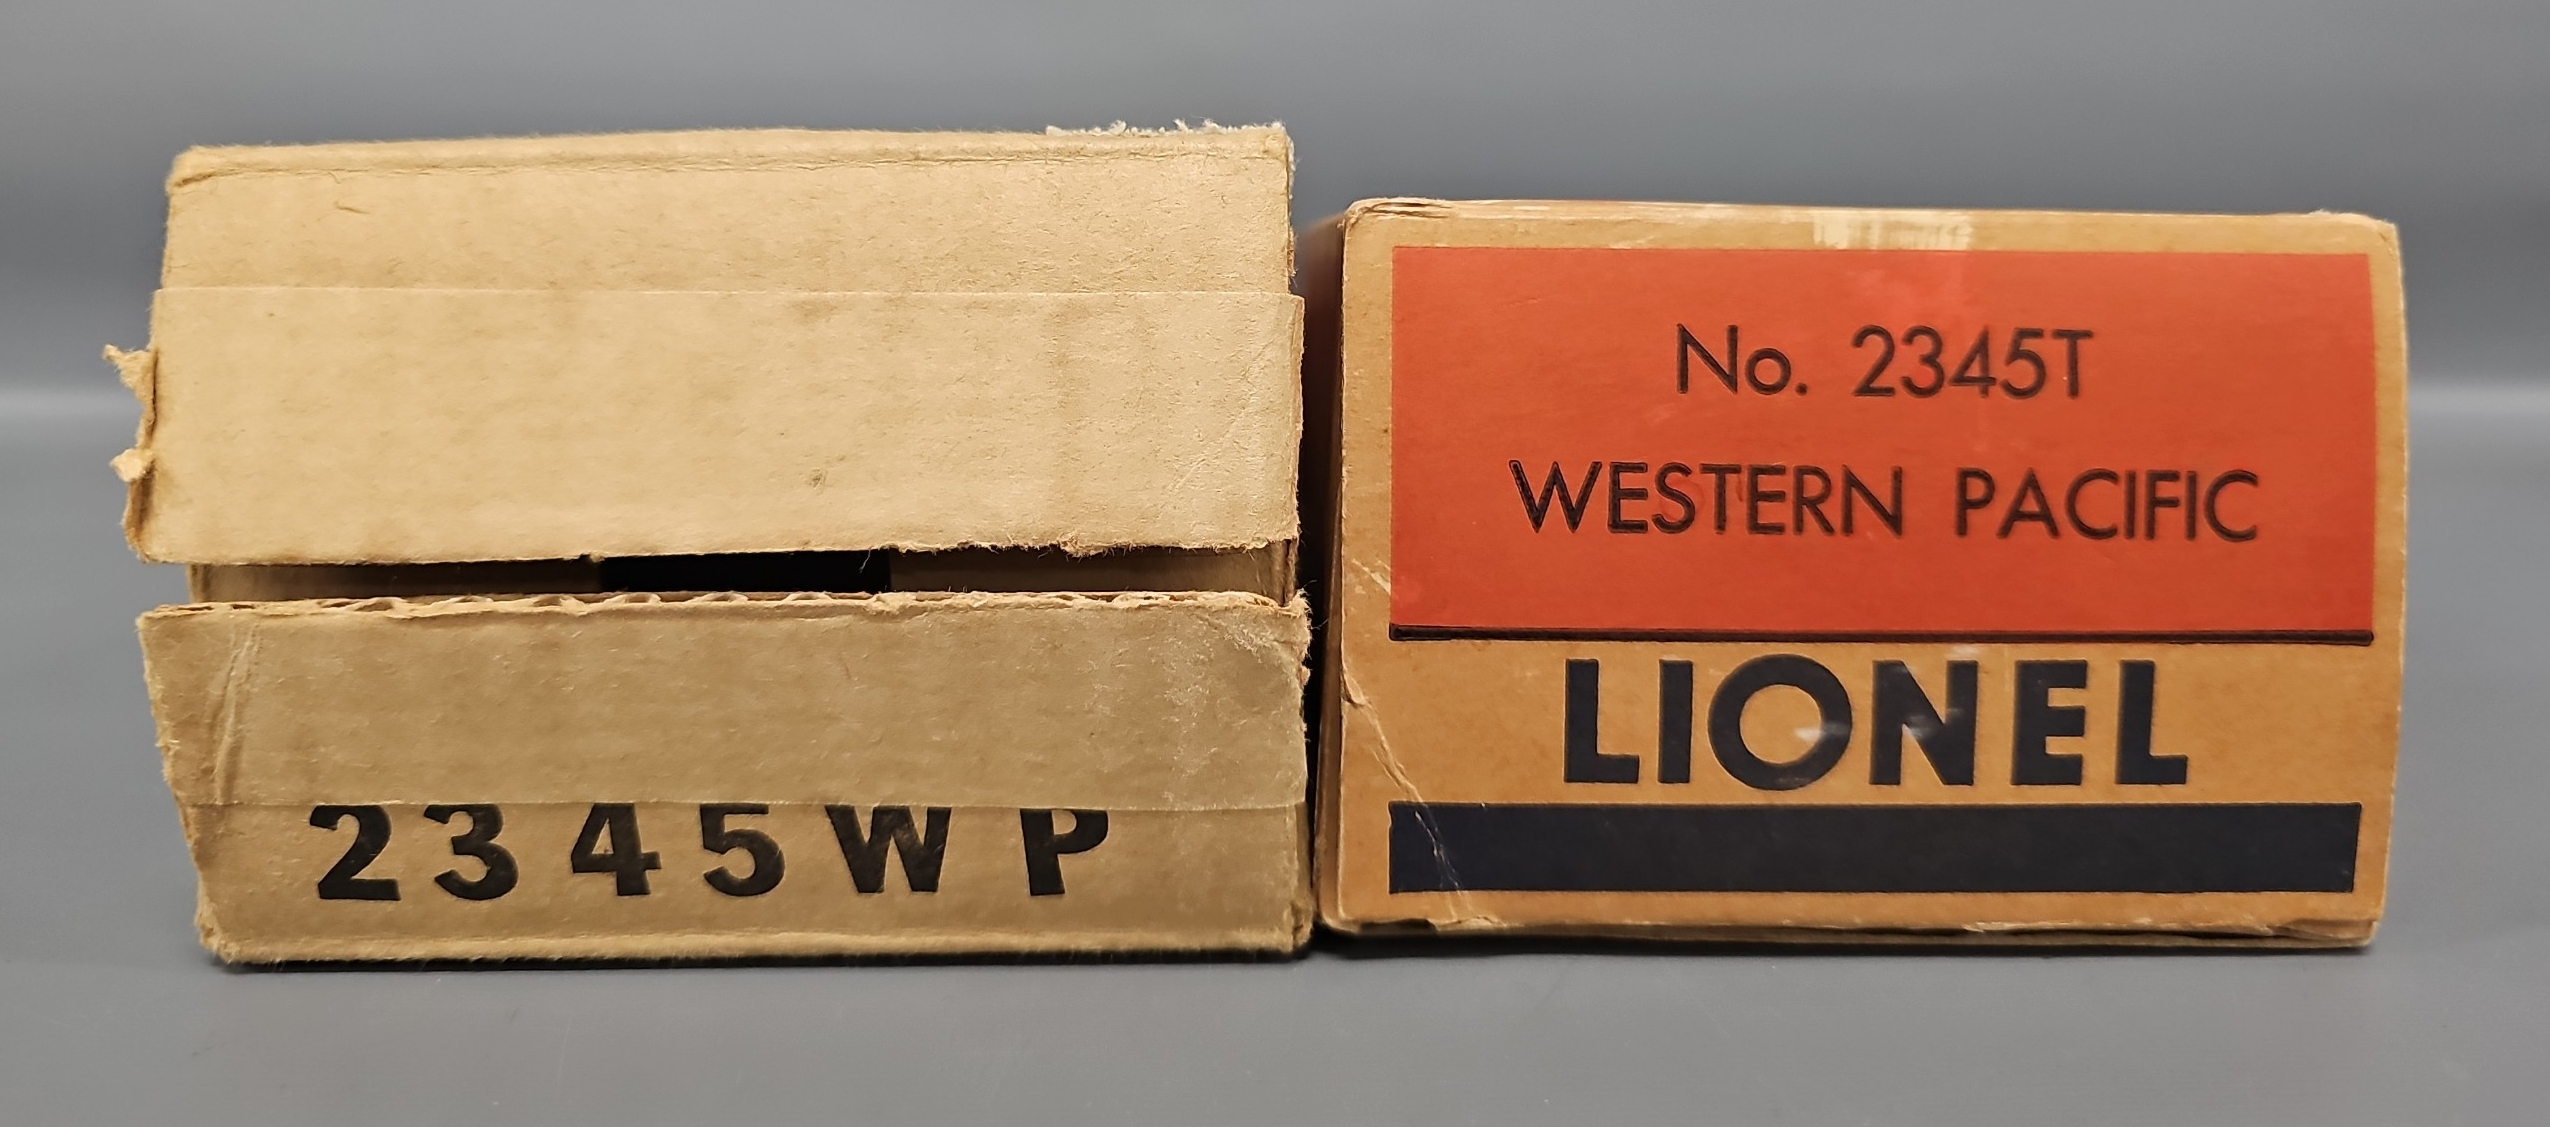 2345WP
No. 2345T
WESTERN PACIFIC
LIONEL